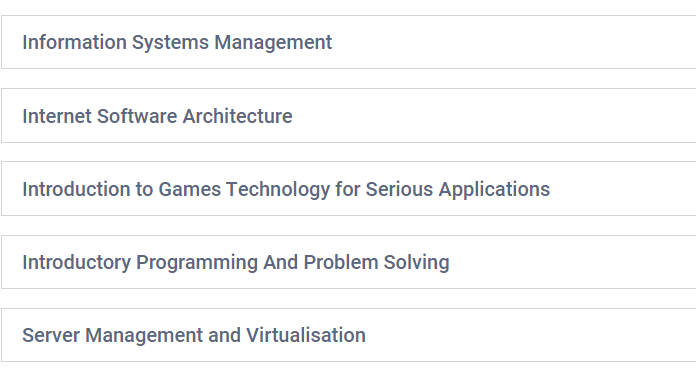 Information Systems Management
Internet Software Architecture
Introduction to Games Technology for Serious Applications
Introductory Programming And Problem Solving
Server Management and Virtualisation